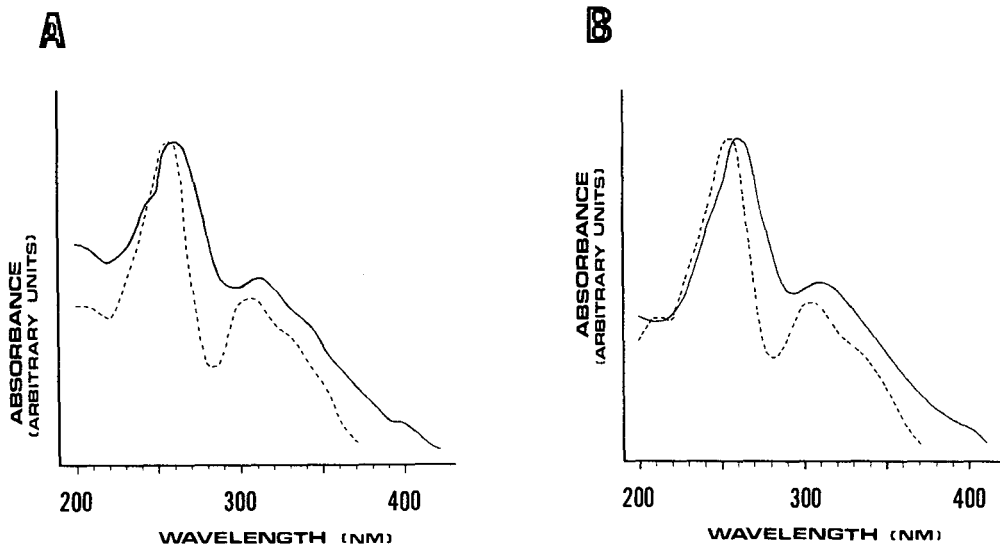 A
B
ABSORBANCE
(ARBITRARY UNITS)
200
300
400
WAVELENGTH (NM)
ABSORBANCE
(ARBITRARY UNITS)
200
300
400
WAVELENGTH (NM)